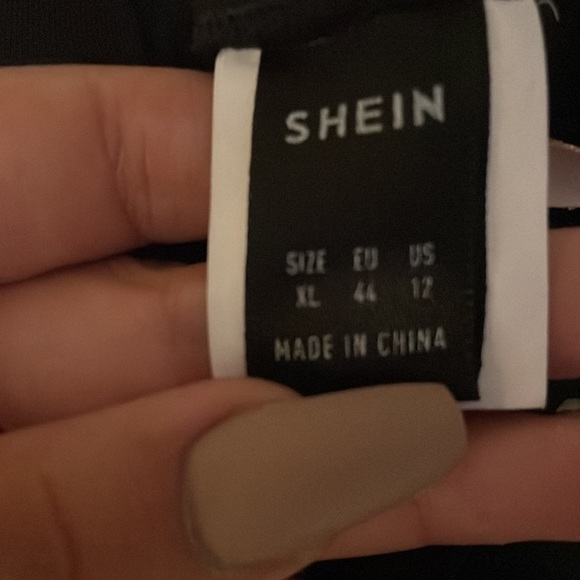 SHEIN
SIZE EU US
XL 44 12
MADE IN CHINA